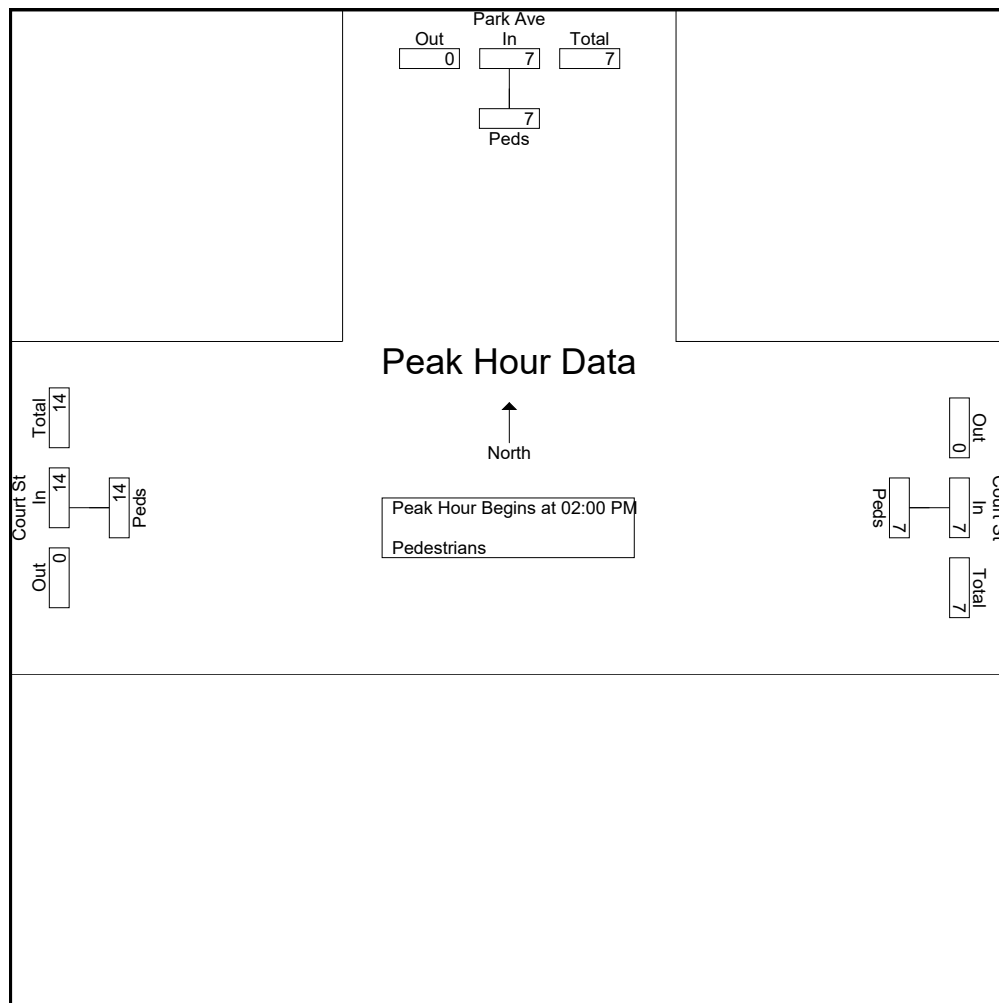 Park Ave
Out In Total
0 7 7
7
Peds
Peak Hour Data
North
Peak Hour Begins at 02:00 PM
Pedestrians
Court St
Total In Out
14 14 0
14
Peds
Court St
Out In Total
0 7 7
7
Peds